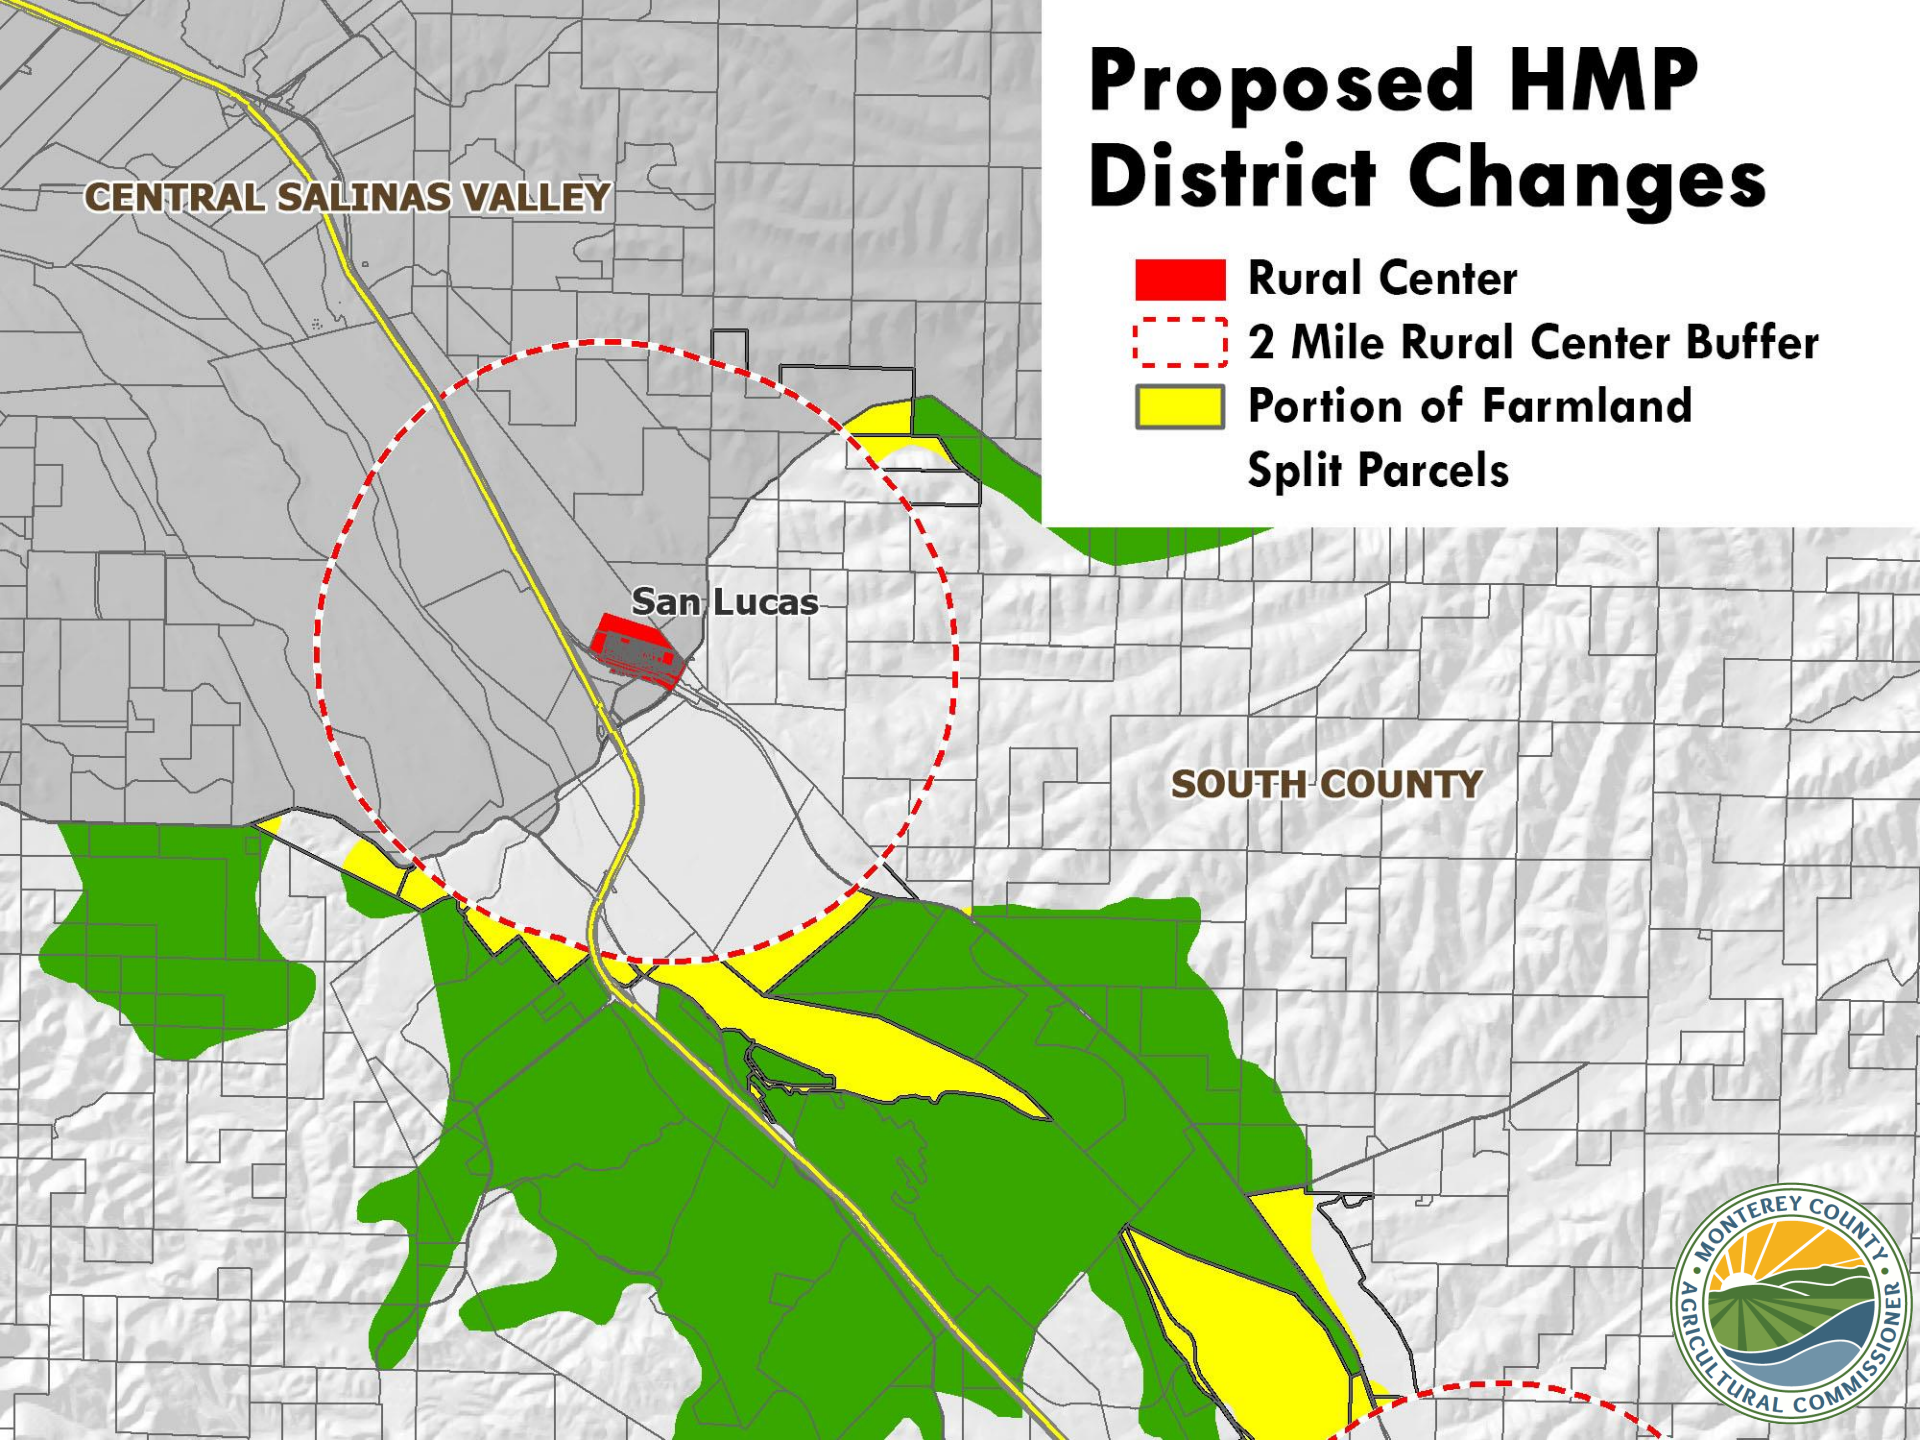 Proposed HMP
District Changes
Rural Center
2 Mile Rural Center Buffer
Portion of Farmland
Split Parcels
CENTRAL SALINAS VALLEY
San Lucas
SOUTH COUNTY
MONTEREY COUNTY
AGRICULTURAL COMMISSIONER